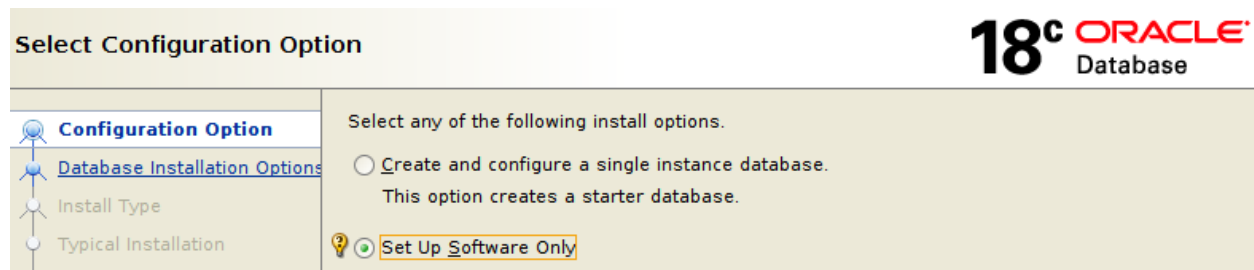 Select Configuration Option
18c ORACLE
Database
Configuration Option
Database Installation Options
Install Type
Typical Installation
Select any of the following install options.
Create and configure a single instance database.
This option creates a starter database.
Set Up Software Only